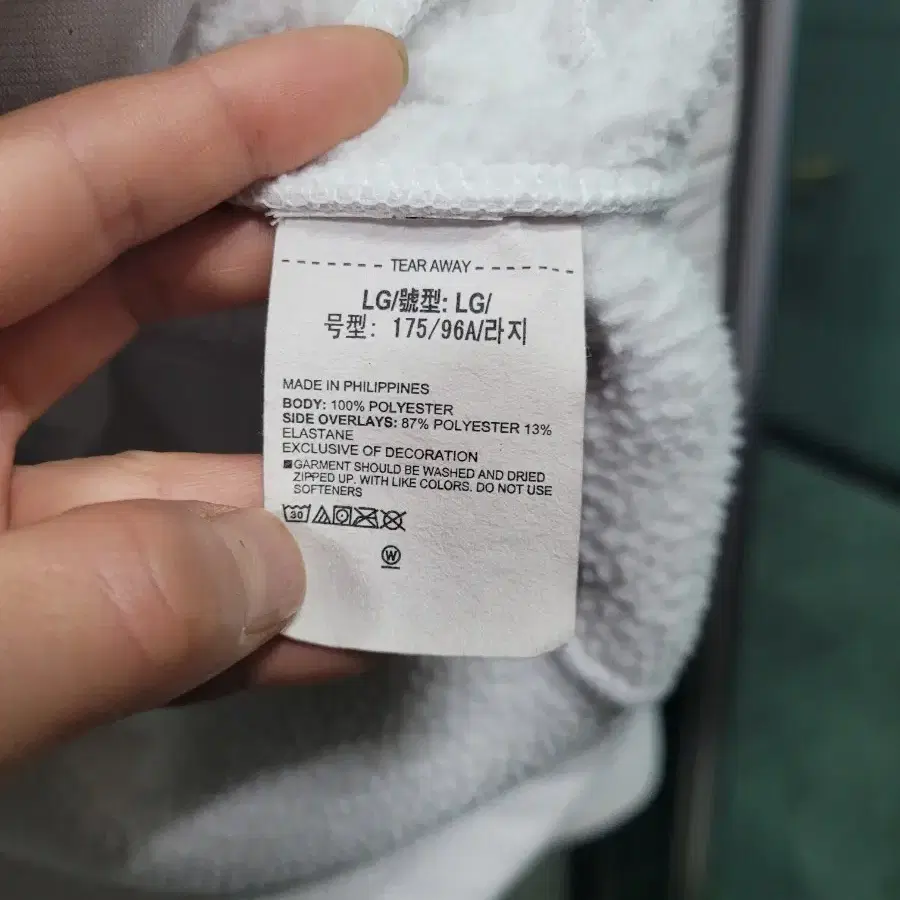 TEAR AWAY
LG/號型: LG/
号型: 175/96A/라지
MADE IN PHILIPPINES
BODY: 100% POLYESTER
SIDE OVERLAYS: 87% POLYESTER 13%
ELASTANE
EXCLUSIVE OF DECORATION
GARMENT SHOULD BE WASHED AND DRIED
ZIPPED UP. WITH LIKE COLORS. DO NOT USE
SOFTENERS
30
W